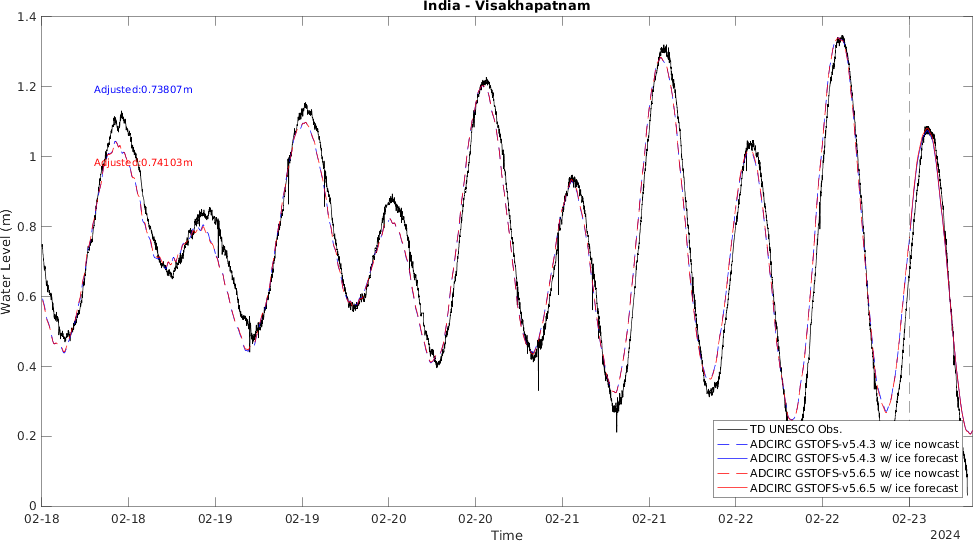 India - Visakhapatnam
1.4
1.2
1
0.8
0.6
0.4
0.2
0
Water Level (m)
Adjusted:0.73807m
Adjusted:0.74103m
TD UNESCO Obs.
ADCIRC GSTOFS-v5.4.3 w/ ice nowcast
ADCIRC GSTOFS-v5.4.3 w/ ice forecast
ADCIRC GSTOFS-v5.6.5 w/ ice nowcast
ADCIRC GSTOFS-v5.6.5 w/ ice forecast
02-18 02-18 02-19 02-19 02-20 02-20 02-21 02-21 02-22 02-22 02-23
Time
2024